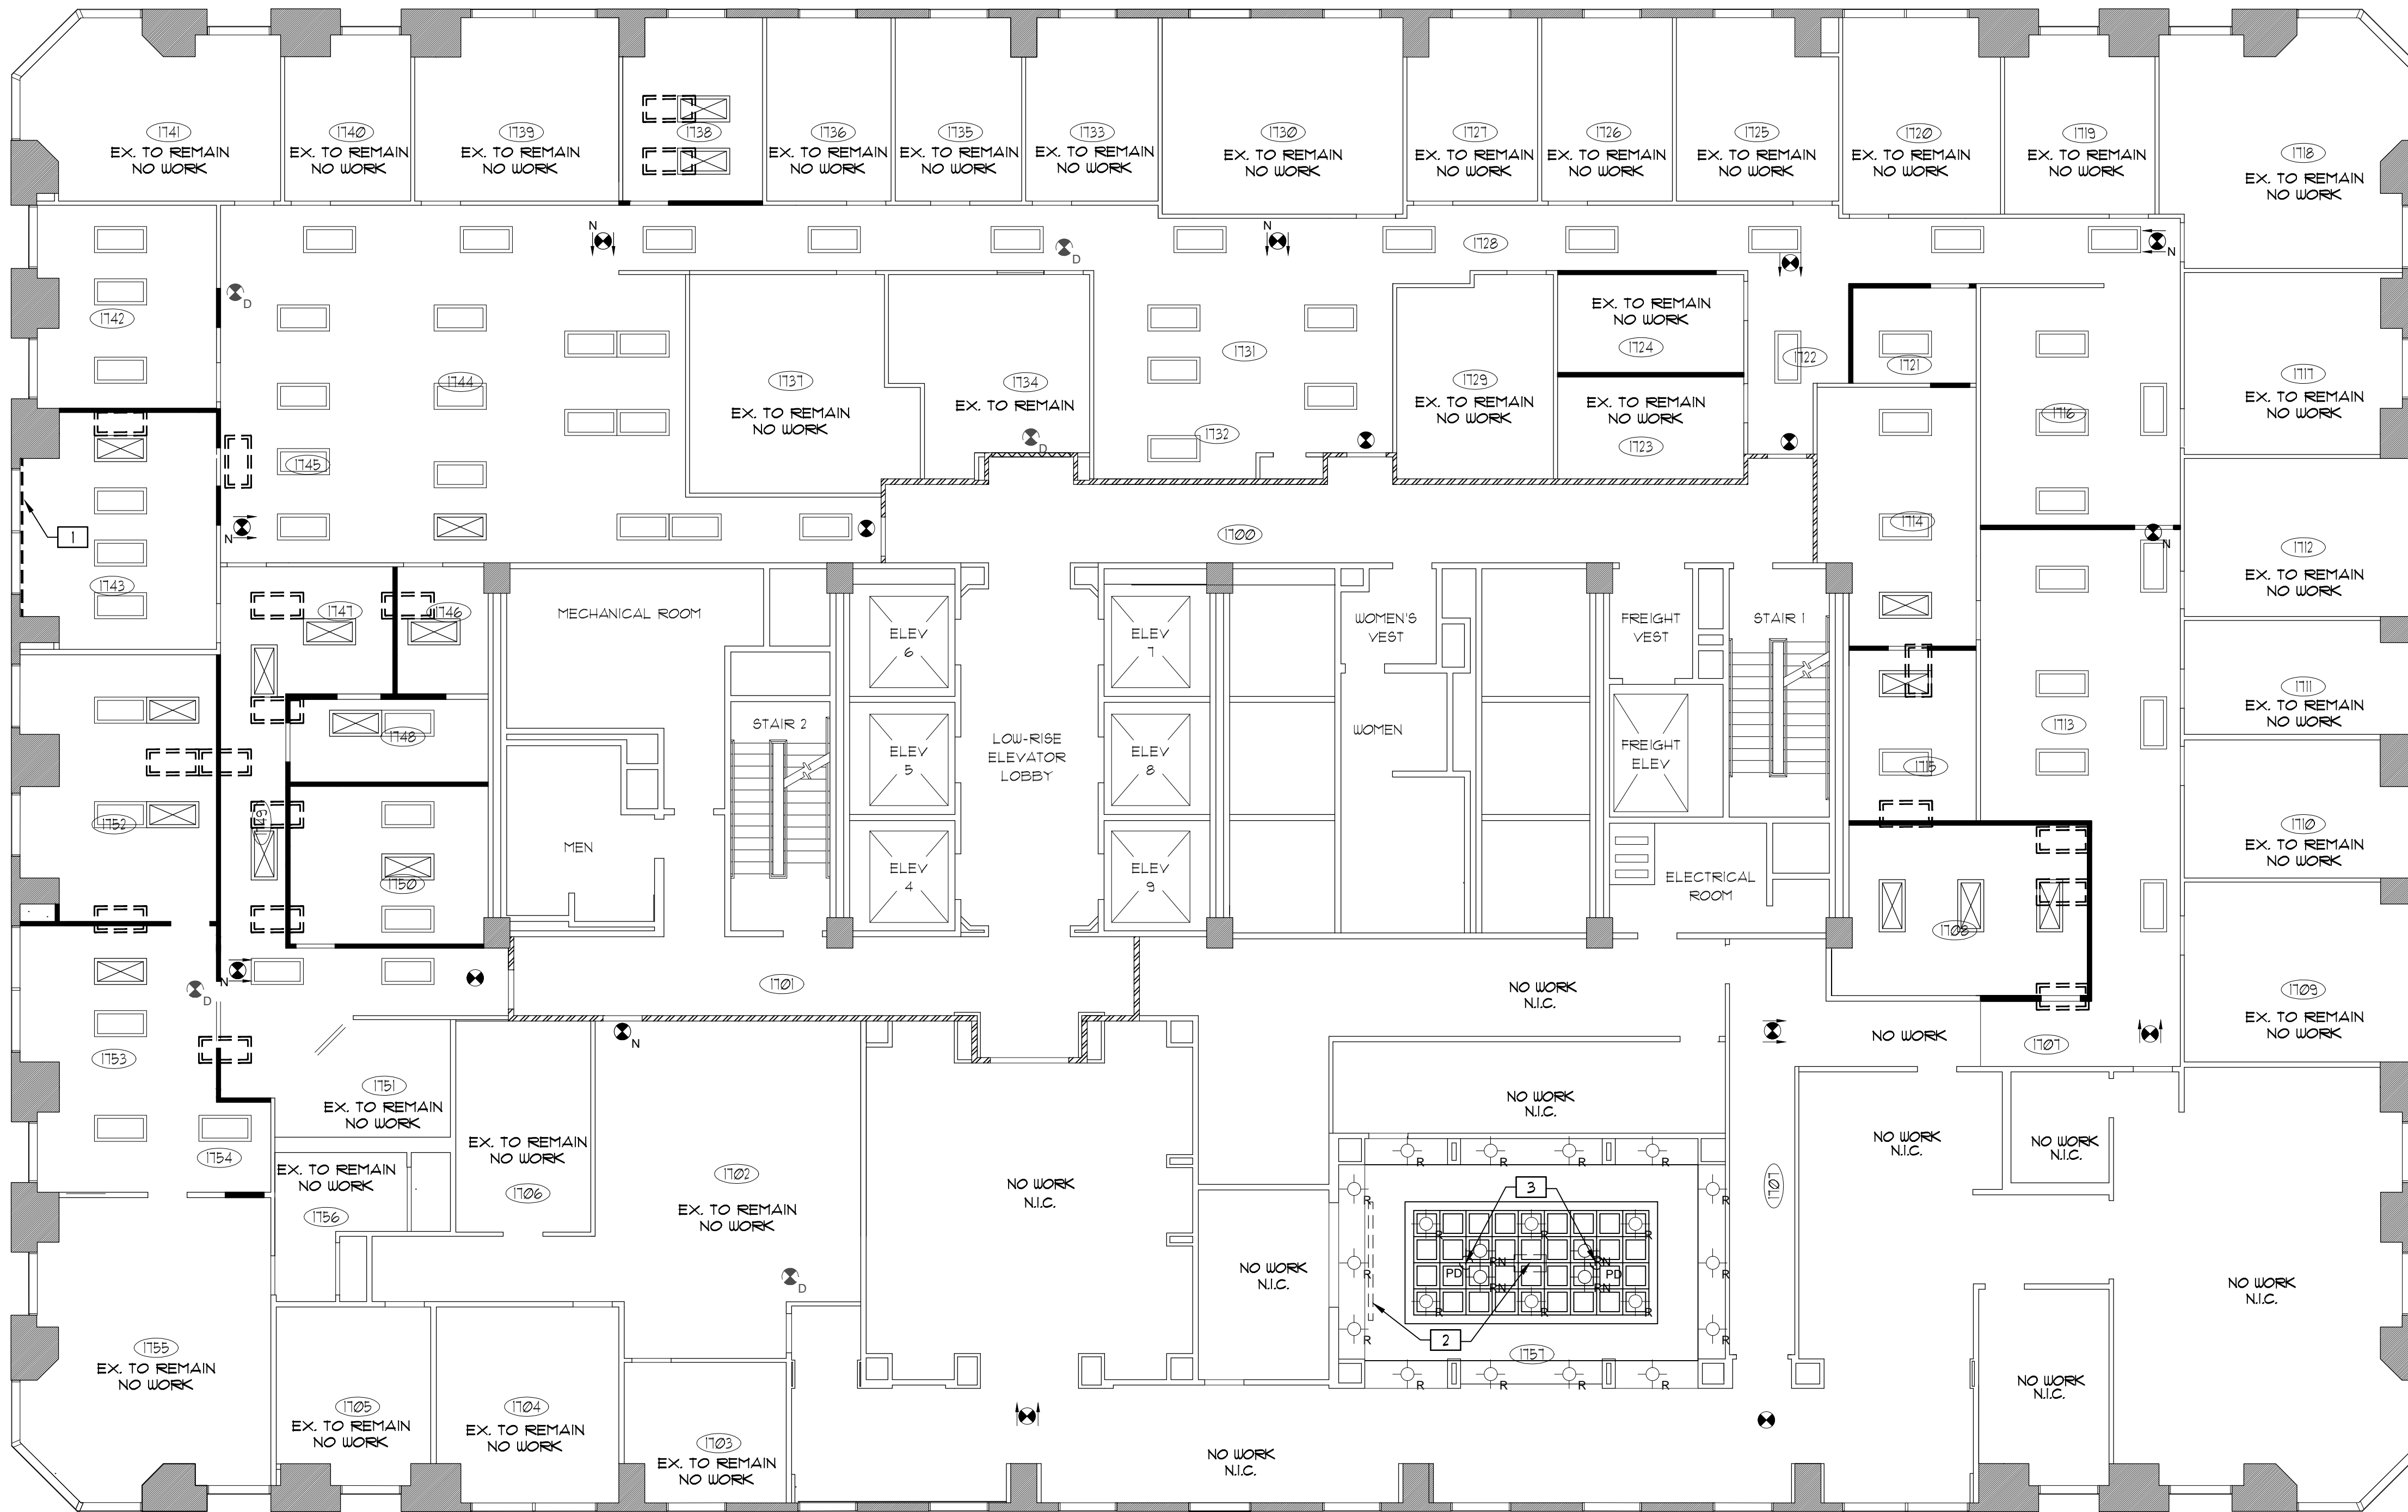 1741
EX. TO REMAIN
NO WORK
1740
EX. TO REMAIN
NO WORK
1739
EX. TO REMAIN
NO WORK
1738
1736
EX. TO REMAIN
NO WORK
1735
EX. TO REMAIN
NO WORK
1733
EX. TO REMAIN
NO WORK
1730
EX. TO REMAIN
NO WORK
1727
EX. TO REMAIN
NO WORK
1726
EX. TO REMAIN
NO WORK
1725
EX. TO REMAIN
NO WORK
1720
EX. TO REMAIN
NO WORK
1719
EX. TO REMAIN
NO WORK
1718
EX. TO REMAIN
NO WORK
N
N
1728
N
D
D
1742
1744
1745
1737
EX. TO REMAIN
NO WORK
1734
EX. TO REMAIN
D
1731
1732
1729
EX. TO REMAIN
NO WORK
EX. TO REMAIN
NO WORK
1724
EX. TO REMAIN
NO WORK
1723
1722
1721
1716
1717
EX. TO REMAIN
NO WORK
1
N
1743
1700
1714
N
1712
EX. TO REMAIN
NO WORK
1747
1746
MECHANICAL ROOM
ELEV
6
ELEV
7
WOMEN'S
VEST
FREIGHT
VEST
STAIR 1
1711
EX. TO REMAIN
NO WORK
1748
STAIR 2
ELEV
5
LOW-RISE
ELEVATOR
LOBBY
ELEV
8
WOMEN
FREIGHT
ELEV
1715
1713
1752
1749
MEN
1710
EX. TO REMAIN
NO WORK
1750
ELEV
4
ELEV
9
ELECTRICAL
ROOM
1708
N
D
1701
NO WORK
N.I.C.
1709
EX. TO REMAIN
NO WORK
N
NO WORK
1707
1753
1751
EX. TO REMAIN
NO WORK
NO WORK
N.I.C.
1754
EX. TO REMAIN
NO WORK
1756
EX. TO REMAIN
NO WORK
1706
1702
EX. TO REMAIN
NO WORK
NO WORK
N.I.C.
NO WORK
N.I.C.
NO WORK
N.I.C.
R
R
R
R
3
R
R
1707
R
R
R
RN
RN
R
PD
PD
R
RN
RN
R
R
R
2
R
R
1757
R
R
R
R
NO WORK
N.I.C.
D
NO WORK
N.I.C.
1755
EX. TO REMAIN
NO WORK
1705
EX. TO REMAIN
NO WORK
1704
EX. TO REMAIN
NO WORK
1703
EX. TO REMAIN
NO WORK
NO WORK
N.I.C.
NO WORK
N.I.C.